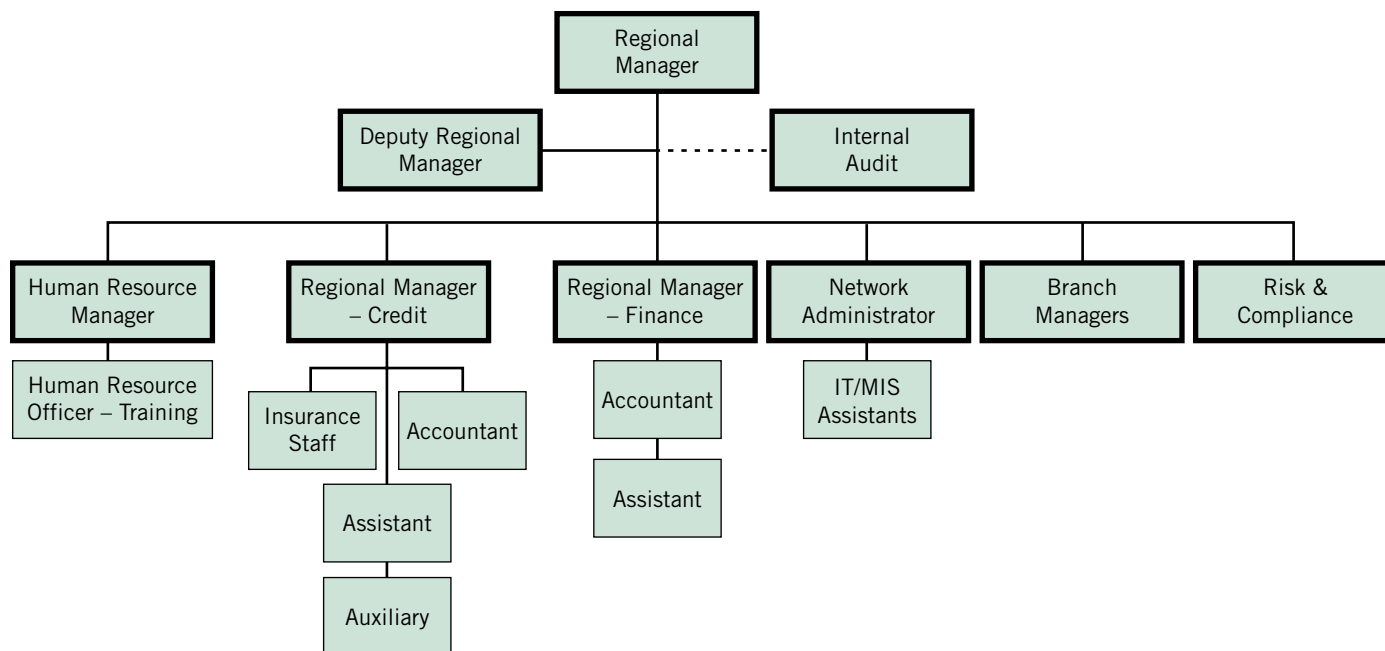 Regional
Manager
Deputy Regional
Manager
Internal
Audit
Human Resource
Manager
Regional Manager
– Credit
Regional Manager
– Finance
Network
Administrator
Branch
Managers
Risk &
Compliance
Human Resource
Officer – Training
Insurance
Staff
Accountant
Accountant
IT/MIS
Assistants
Assistant
Assistant
Auxiliary